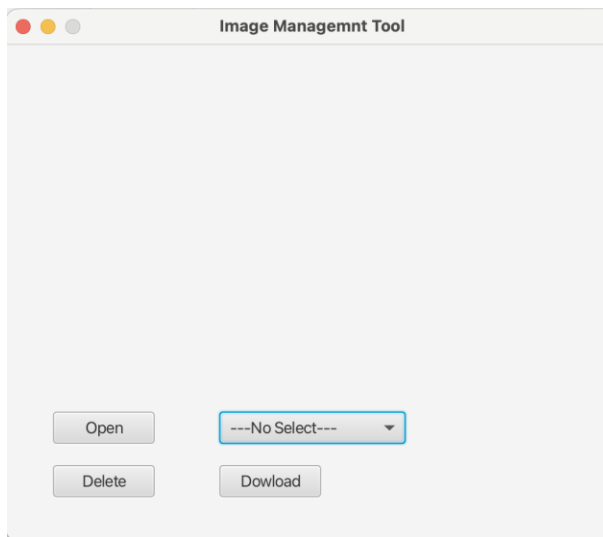 Image Managemnt Tool
Open ---No Select---
Delete Dowload